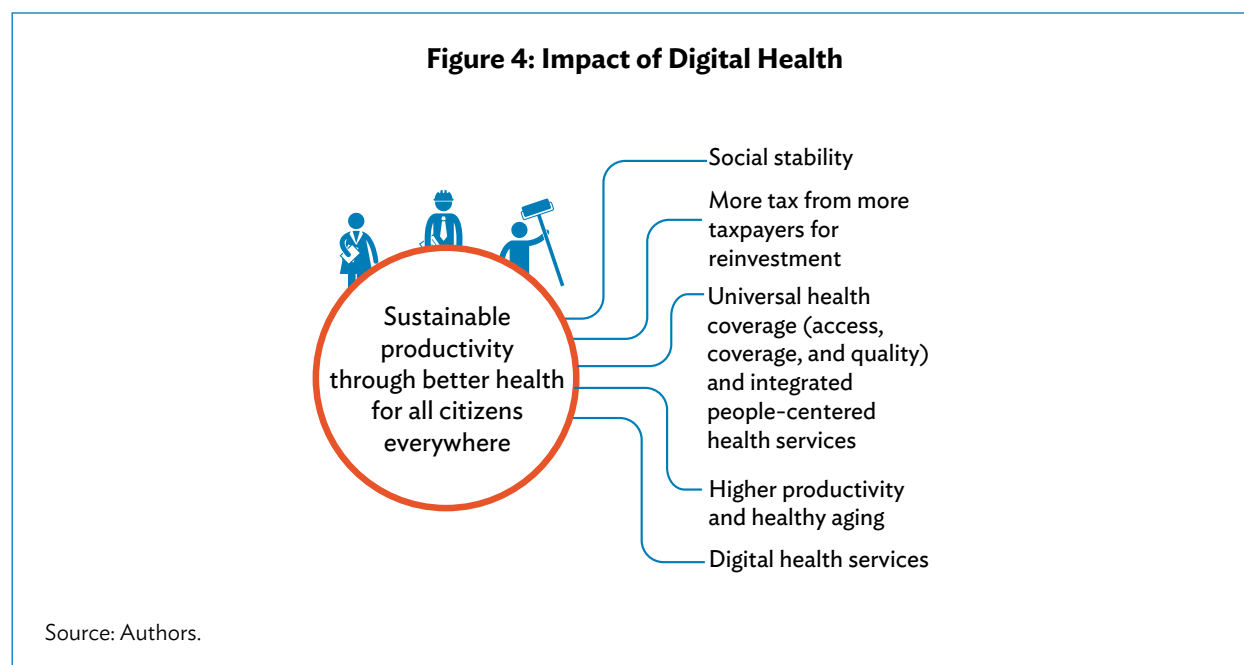 Figure 4: Impact of Digital Health
Social stability
More tax from more
taxpayers for
reinvestment
Universal health
coverage (access,
coverage, and quality)
and integrated
people-centered
health services
Higher productivity
and healthy aging
Digital health services
Sustainable
productivity
through better health
for all citizens
everywhere
Source: Authors.